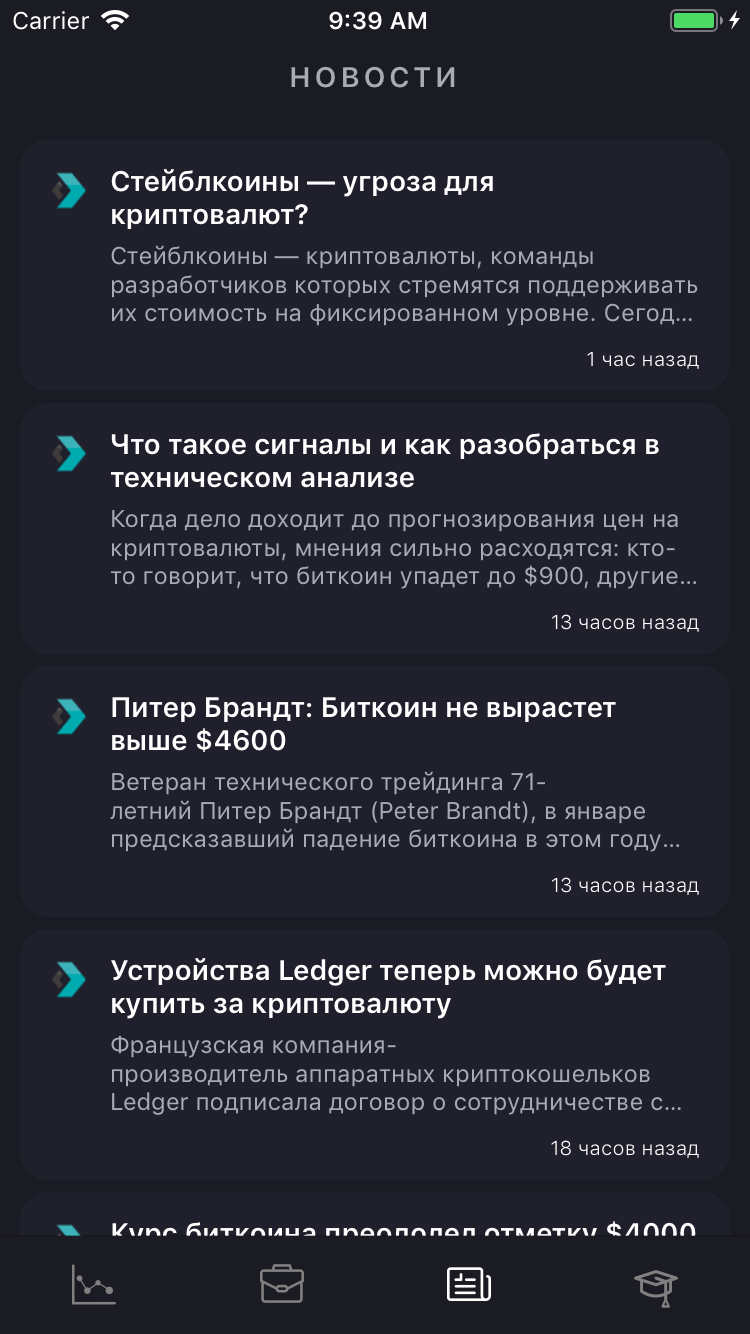 Carrier 9:39 AM
НОВОСТИ
Стейблкоины — угроза для
криптовалют?
Стейблкоины — криптовалюты, команды
разработчиков которых стремятся поддерживать
их стоимость на фиксированном уровне. Сегод...
1 час назад
Что такое сигналы и как разобраться в
техническом анализе
Когда дело доходит до прогнозирования цен на
криптовалюты, мнения сильно расходятся: кто-
то говорит, что биткоин упадет до $900, другие...
13 часов назад
Питер Брандт: Биткоин не вырастет
выше $4600
Ветеран технического трейдинга 71-
летний Питер Брандт (Peter Brandt), в январе
предсказавший падение биткоина в этом году...
13 часов назад
Устройства Ledger теперь можно будет
купить за криптовалюту
Французская компания-
производитель аппаратных криптокошельков
Ledger подписала договор о сотрудничестве с...
18 часов назад
Курс биткоина преодолел отметку $4000